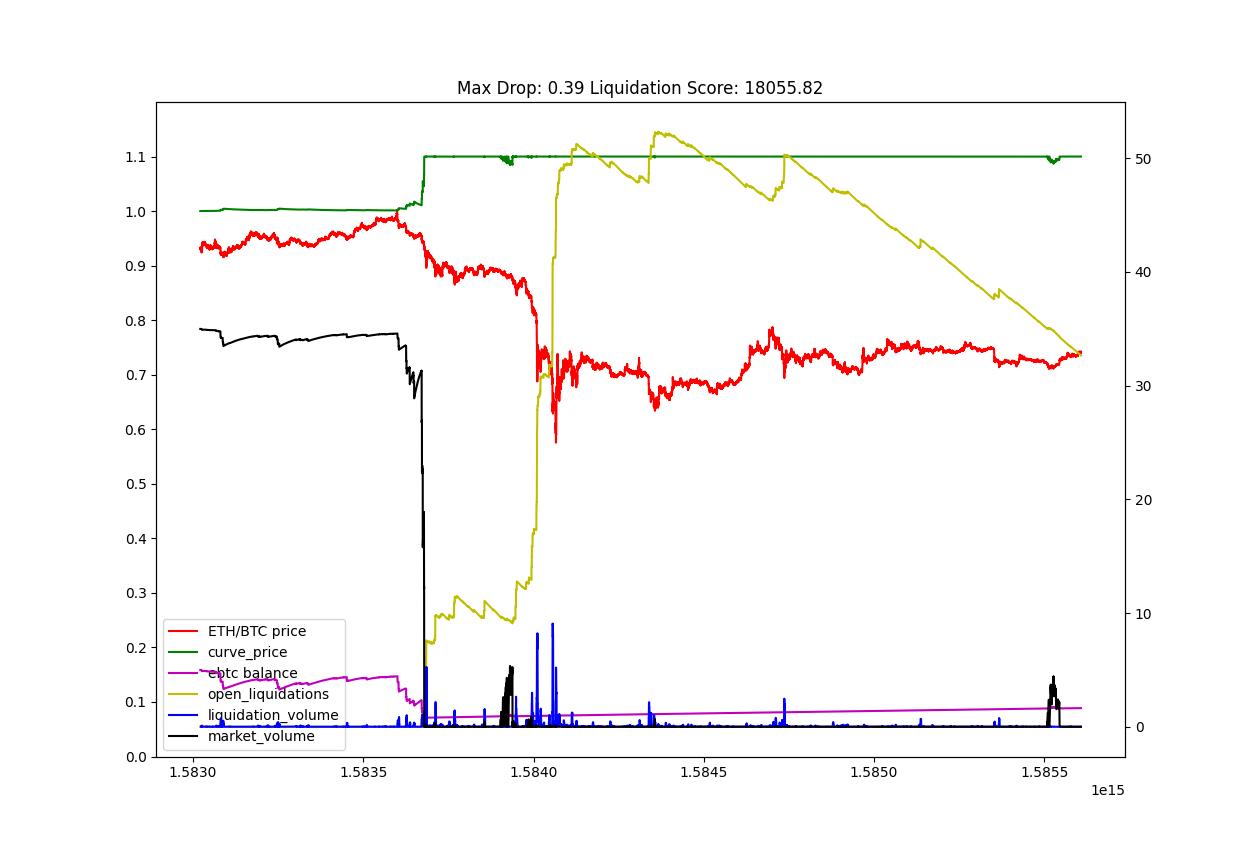 Max Drop: 0.39 Liquidation Score: 18055.82
1.1
1.0
0.9
0.8
0.7
0.6
0.5
0.4
0.3
0.2
0.1
0.0
50
40
30
20
10
0
ETH/BTC price
curve_price
ebtc balance
open_liquidations
liquidation_volume
market_volume
1.5830 1.5835 1.5840 1.5845 1.5850 1.5855
1e15